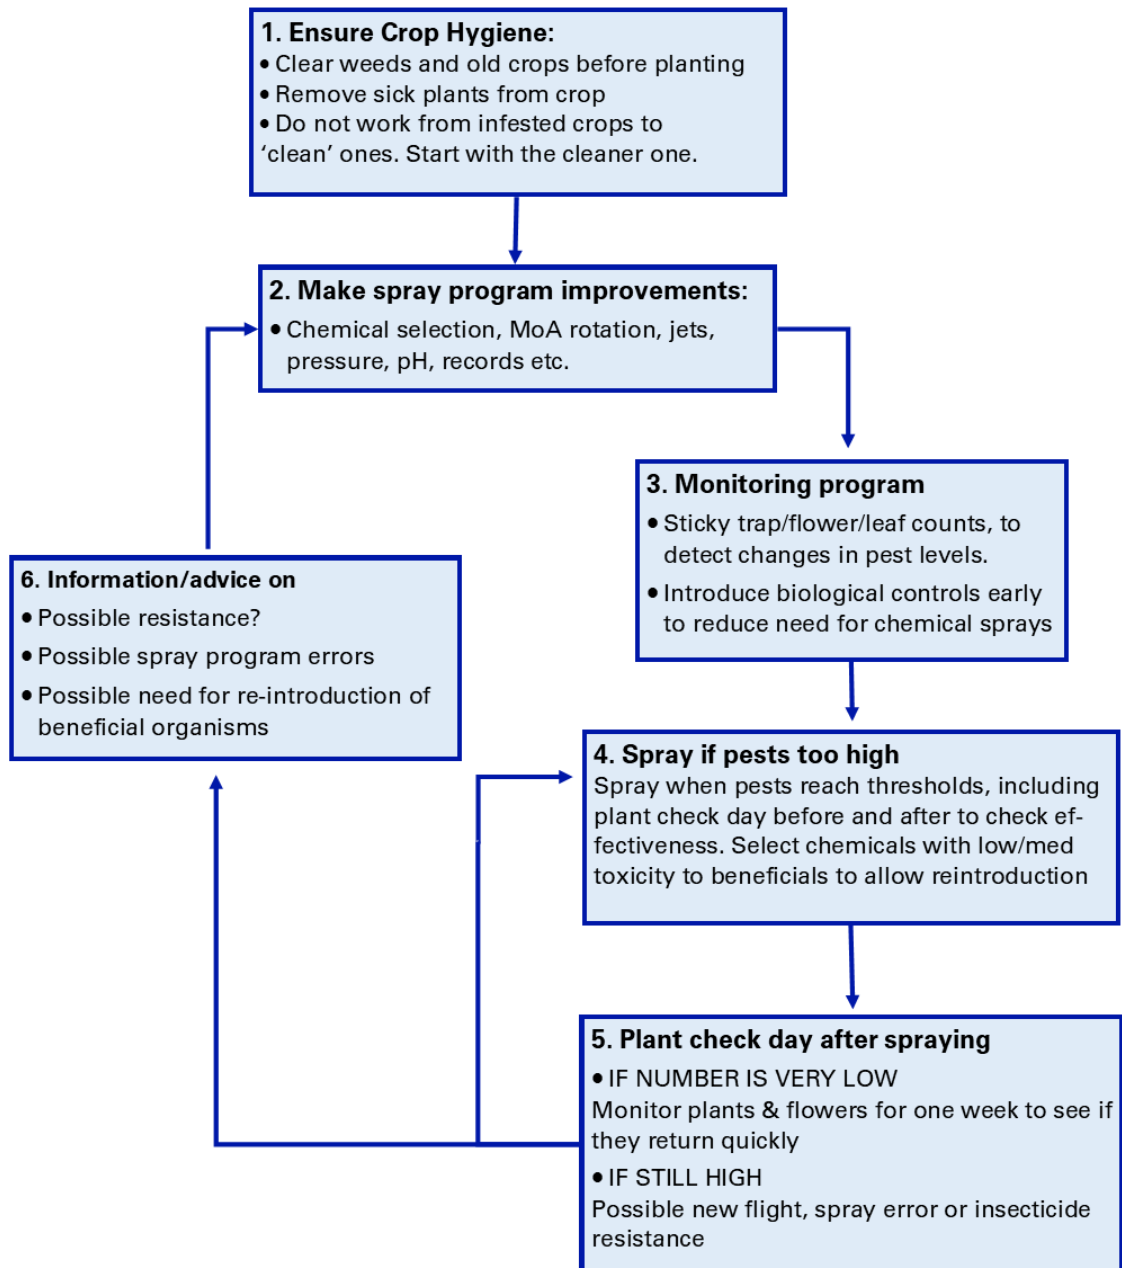 1. Ensure Crop Hygiene:
• Clear weeds and old crops before planting
• Remove sick plants from crop
• Do not work from infested crops to
‘clean’ ones. Start with the cleaner one.
2. Make spray program improvements:
• Chemical selection, MoA rotation, jets,
pressure, pH, records etc.
3. Monitoring program
• Sticky trap/flower/leaf counts, to
detect changes in pest levels.
• Introduce biological controls early
to reduce need for chemical sprays
4. Spray if pests too high
Spray when pests reach thresholds, including
plant check day before and after to check ef-
fectiveness. Select chemicals with low/med
toxicity to beneficials to allow reintroduction
5. Plant check day after spraying
• IF NUMBER IS VERY LOW
Monitor plants & flowers for one week to see if
they return quickly
• IF STILL HIGH
Possible new flight, spray error or insecticide
resistance
6. Information/advice on
• Possible resistance?
• Possible spray program errors
• Possible need for re-introduction of
beneficial organisms